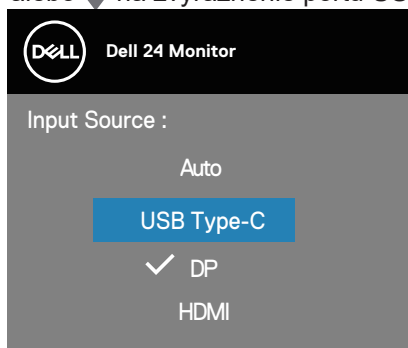 DELL Dell 24 Monitor
Input Source :
Auto
USB Type-C
DP
HDMI